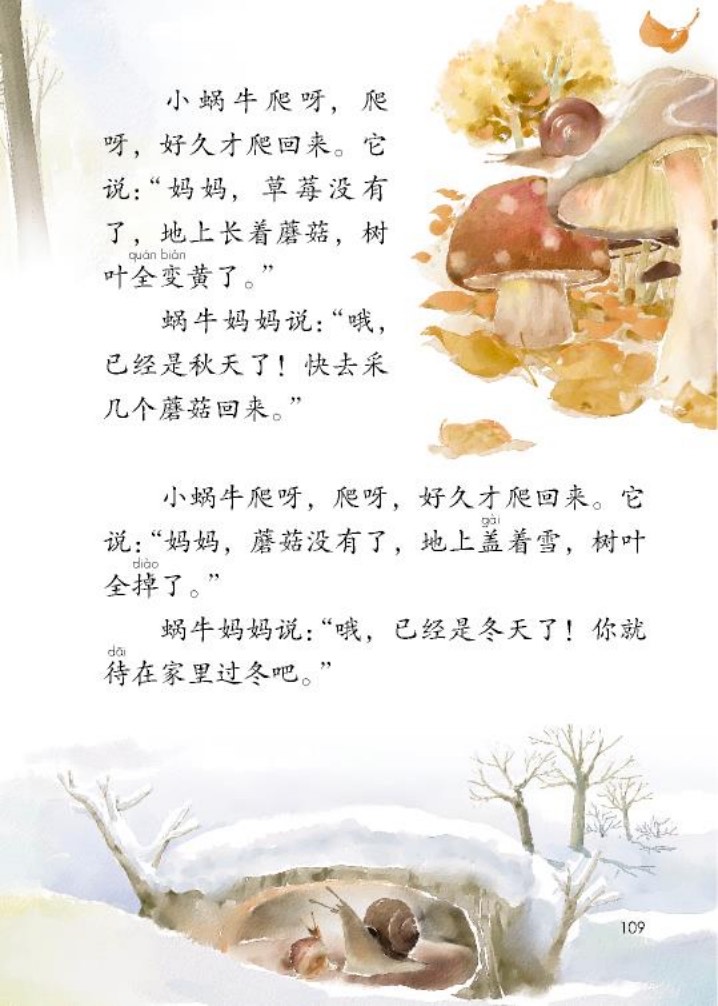 小蜗牛爬呀，爬
呀，好久才爬回来。它
说：“妈妈，草莓没有
了，地上长着蘑菇，树
quán biàn
叶全变黄了。”
蜗牛妈妈说：“哦，
已经是秋天了！快去采
几个蘑菇回来。”
小蜗牛爬呀，爬呀，好久才爬回来。它
gài
说：“妈妈，蘑菇没有了，地上盖着雪，树叶
diào
全掉了。”
蜗牛妈妈说：“哦，已经是冬天了！你就
dāi
待在家里过冬吧。”
109